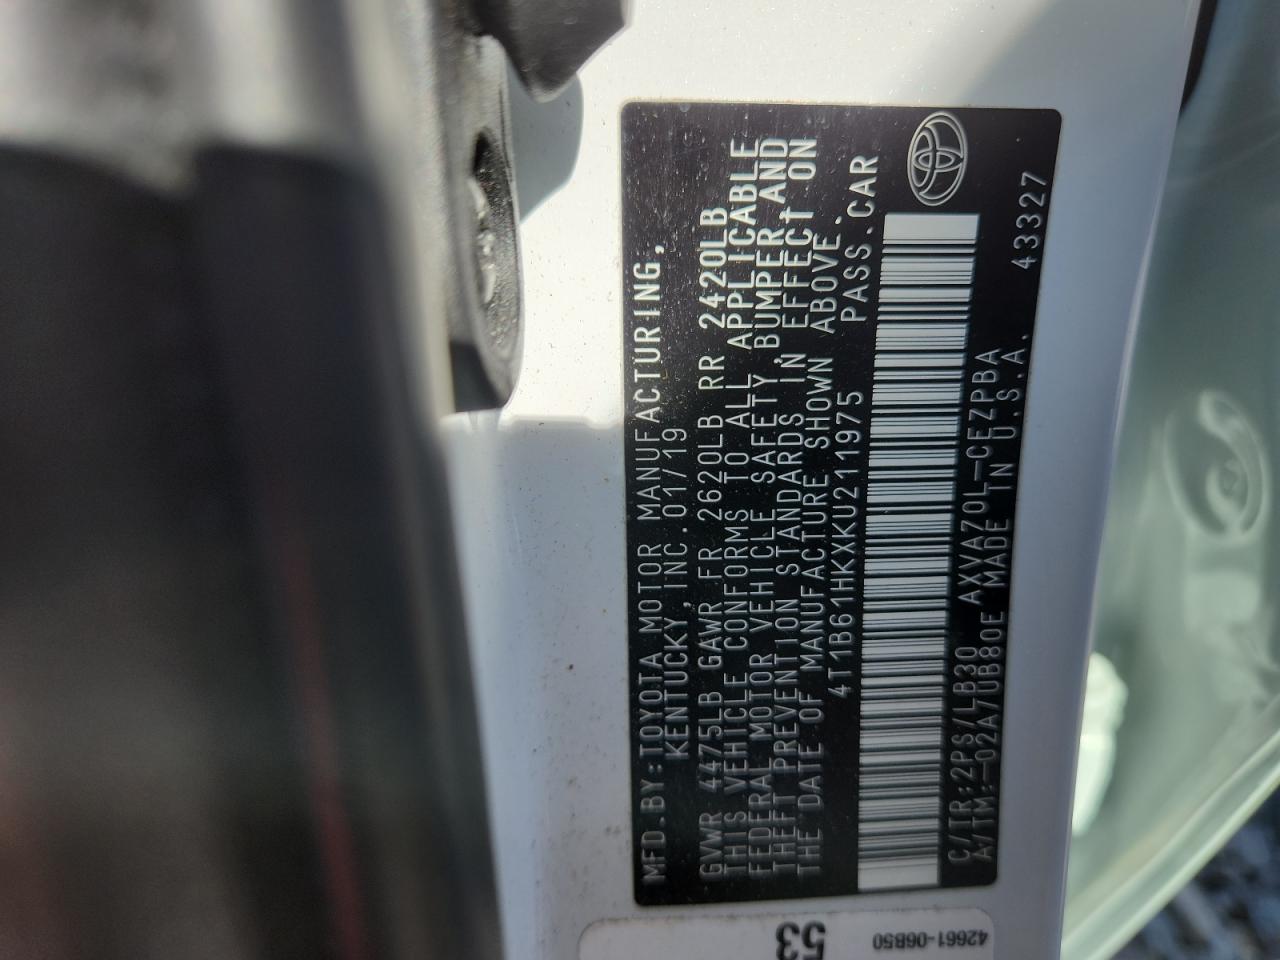 MFD.BY:TOYOTA MOTOR MANUFACTURING,
KENTUCKY, INC. 01/19
GVWR 4475LB GAWR FR 2620LB RR 2420LB
THIS VEHICLE CONFORMS TO ALL APPLICABLE
FEDERAL MOTOR VEHICLE SAFETY,BUMPER,AND
THEFT PREVENTION STANDARDS IN EFFECT ON
THE DATE OF MANUFACTURE SHOWN ABOVE.
4T1B61HKXKU211975 PASS.CAR
C/TR:2PS/LB30 AXVA70L-CEZPBA
A/TM:-02A/UB80E MADE IN U.S.A. 43327
53
42661-06B50